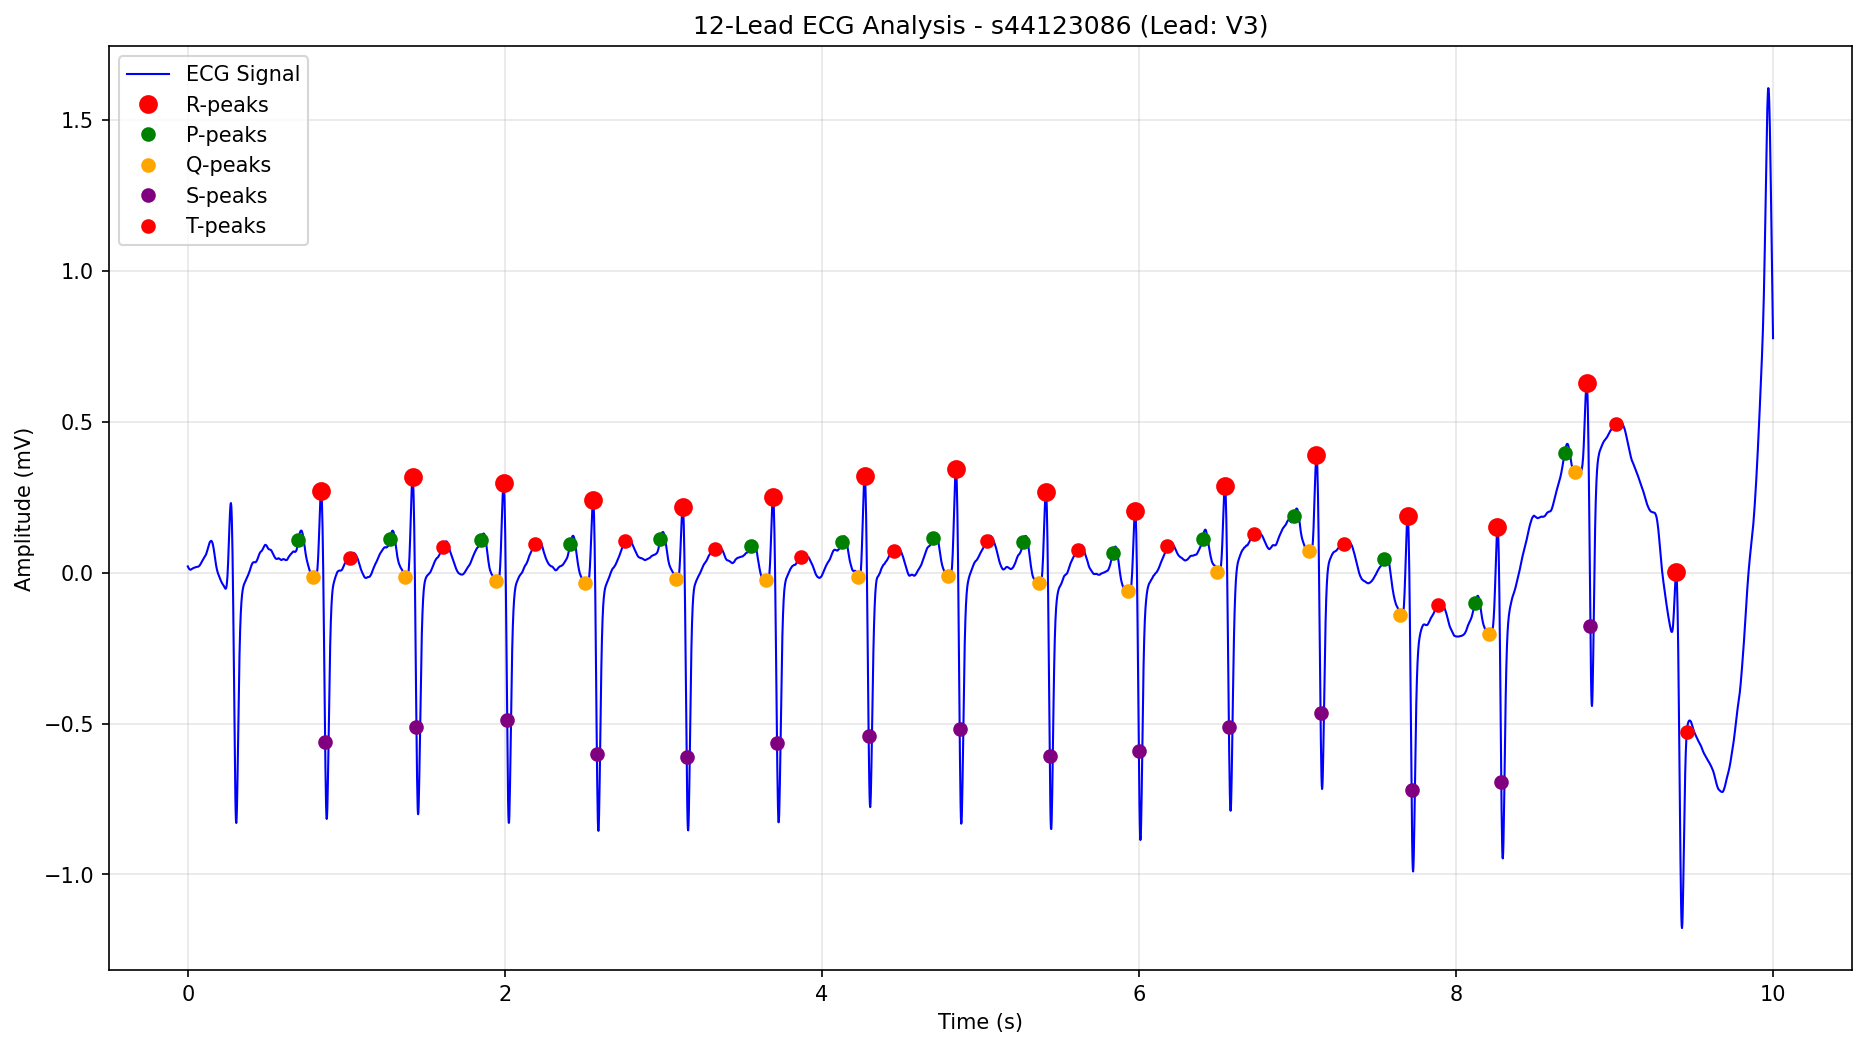 12-Lead ECG Analysis - s44123086 (Lead: V3)
ECG Signal
R-peaks
P-peaks
Q-peaks
S-peaks
T-peaks
Amplitude (mV)
1.5
1.0
0.5
0.0
−0.5
−1.0
0 2 4 6 8 10
Time (s)